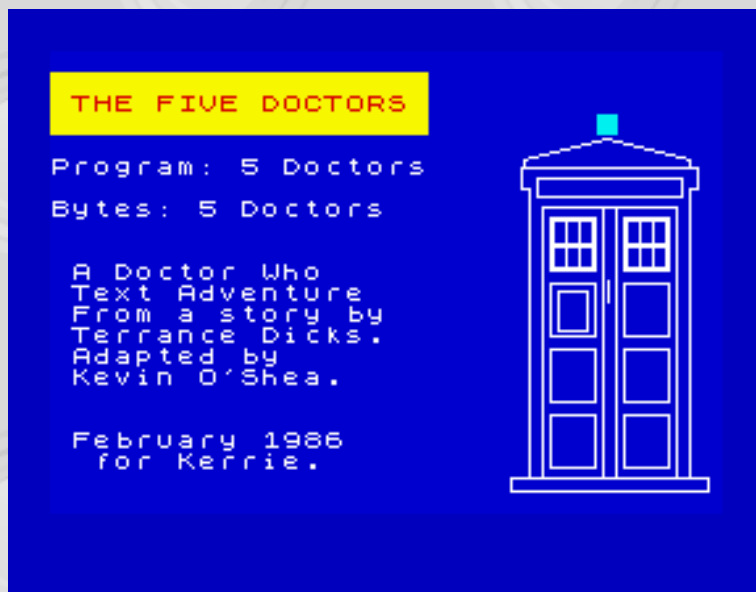 THE FIVE DOCTORS
Program: 5 Doctors
Bytes: 5 Doctors
A Doctor Who
Text Adventure
From a story by
Terrance Dicks.
Adapted by
Kevin O'Shea.
February 1986
for Kerrie.